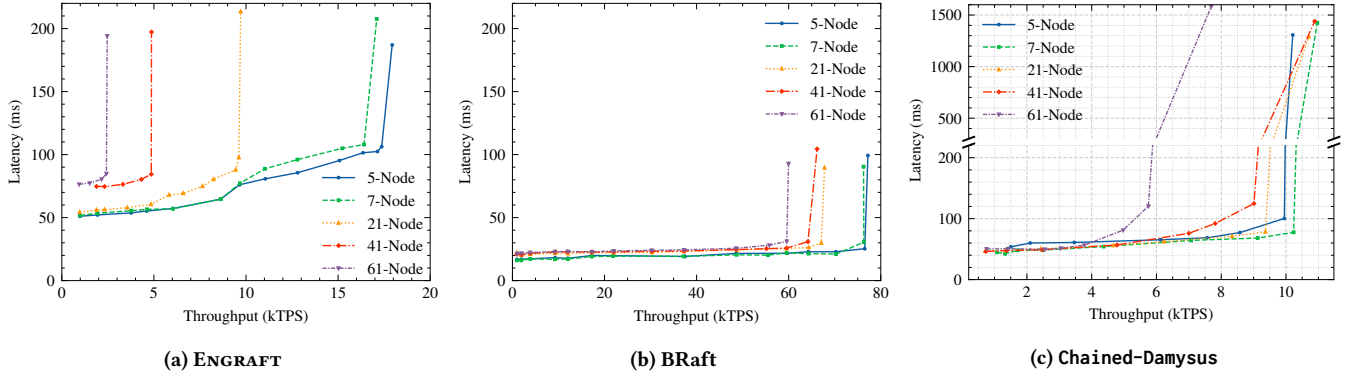 200
150
100
50
0
Latency (ms)
0
5
10
15
20
Throughput (kTPS)
5-Node
7-Node
21-Node
41-Node
61-Node
(a) ENGRAFT
200
150
100
50
0
Latency (ms)
0
20
40
60
80
Throughput (kTPS)
5-Node
7-Node
21-Node
41-Node
61-Node
(b) BRaft
1500
1250
1000
750
500
200
100
0
Latency (ms)
2
4
6
8
10
Throughput (kTPS)
5-Node
7-Node
21-Node
41-Node
61-Node
(c) Chained-Damysus